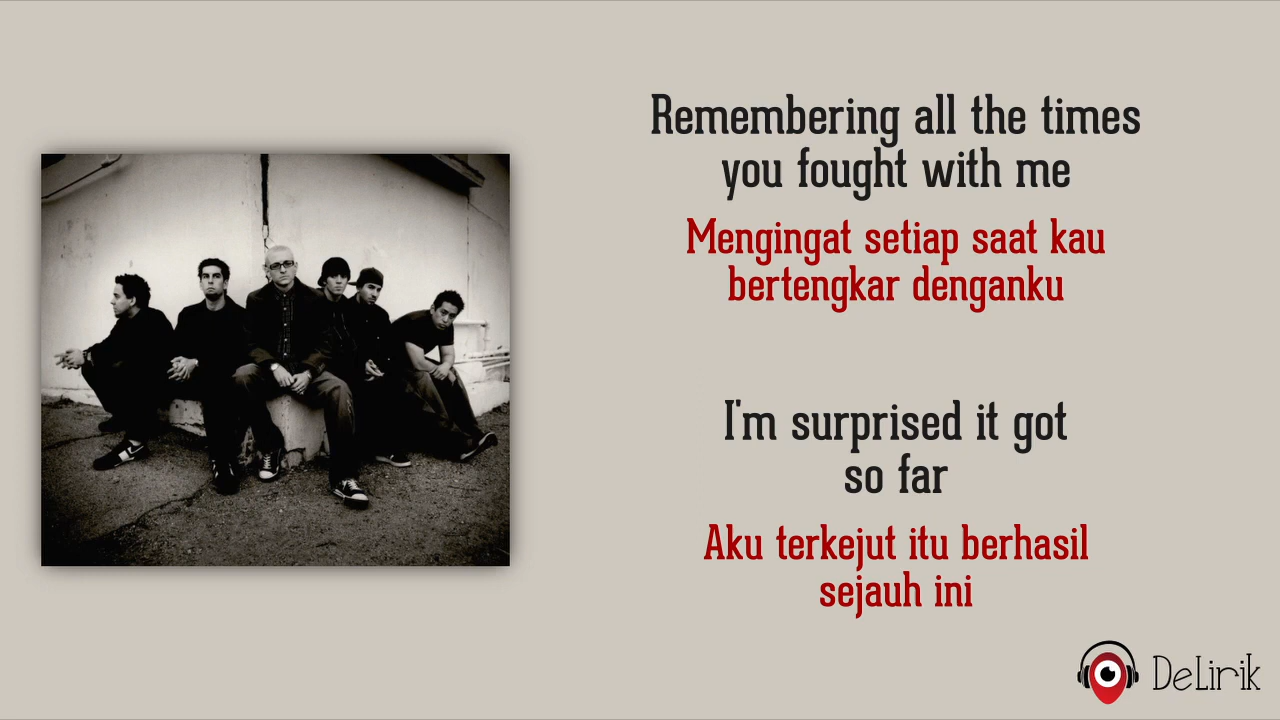 Remembering all the times
you fought with me
Mengingat setiap saat kau
bertengkar denganku
I'm surprised it got
so far
Aku terkejut itu berhasil
sejauh ini
DeLirik